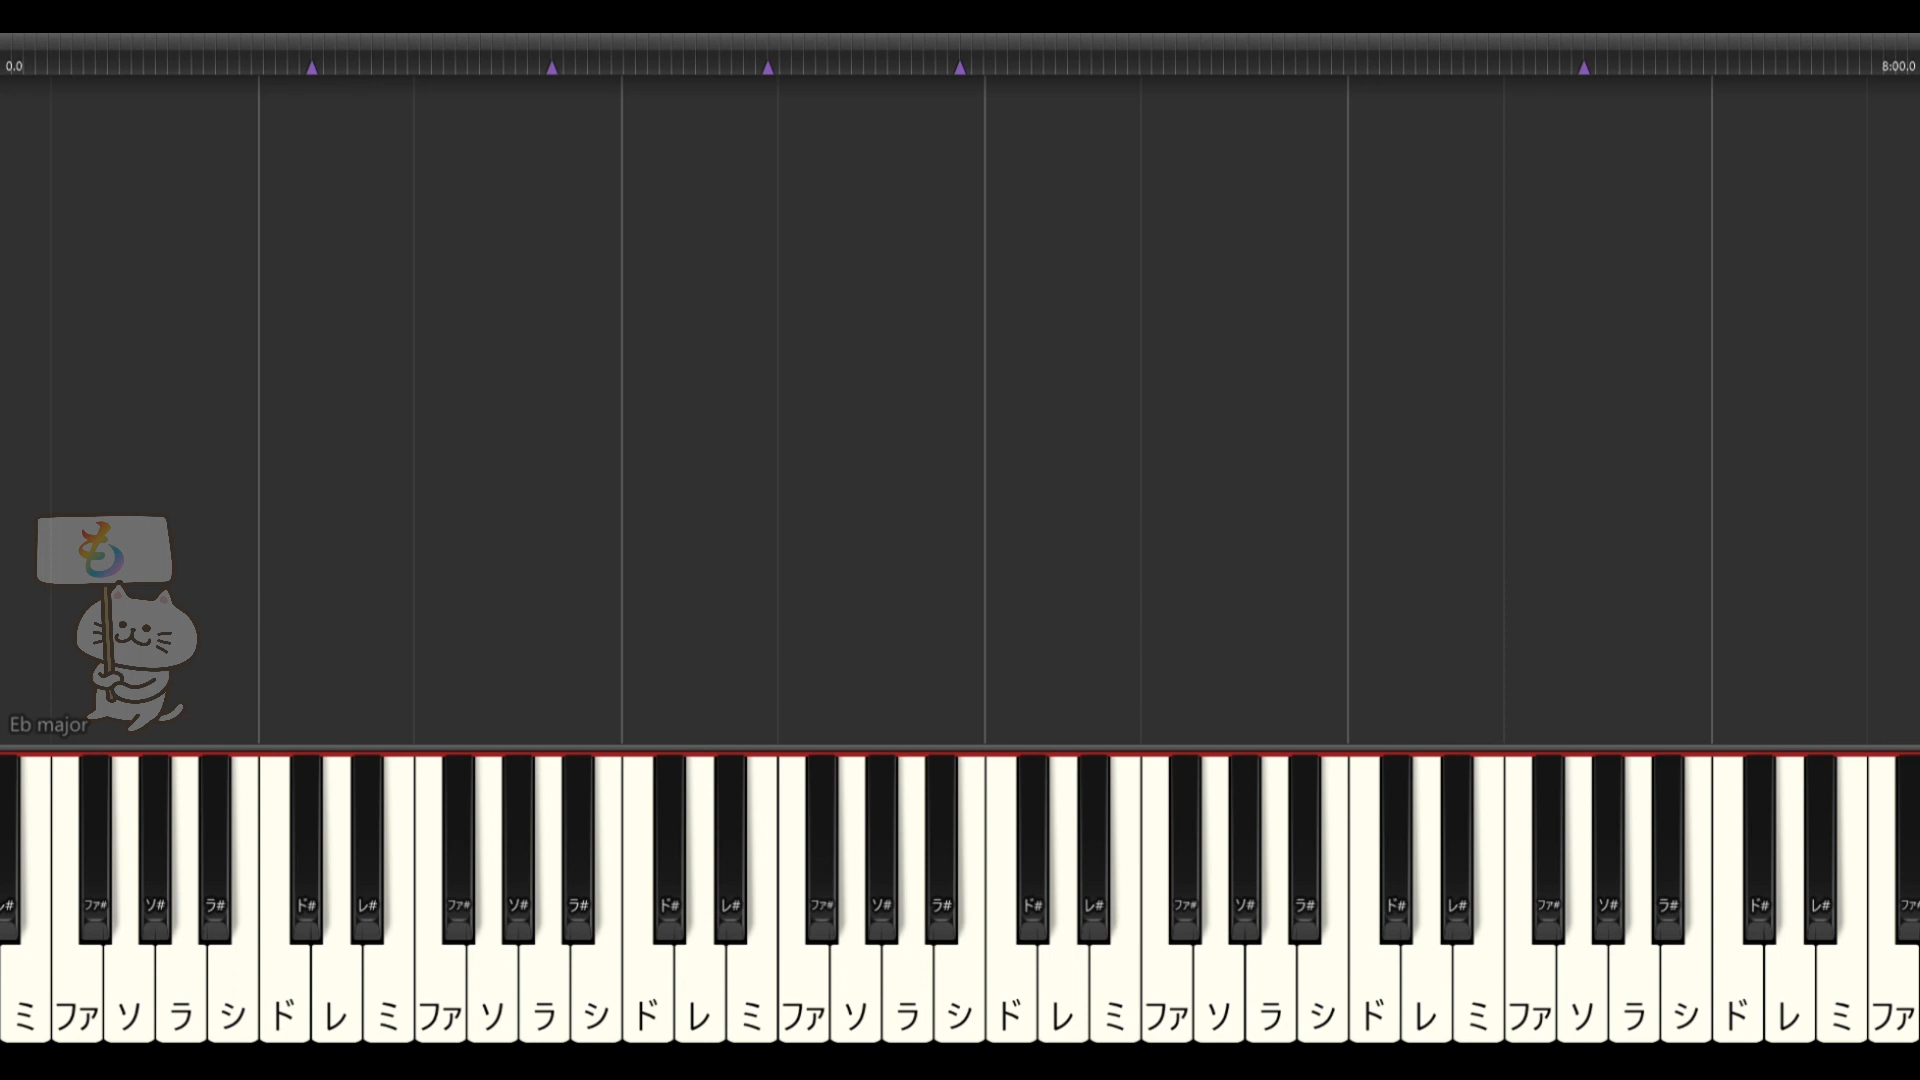 0.0 8:00.0
も
Eb major
レ# ファ# ソ# ラ# ド# レ# ファ# ソ# ラ# ド# レ# ファ# ソ# ラ# ド# レ# ファ# ソ# ラ# ド# レ# ファ# ソ# ラ# ド# レ# ファ#
ミ ファ ソ ラ シ ド レ ミ ファ ソ ラ シ ド レ ミ ファ ソ ラ シ ド レ ミ ファ ソ ラ シ ド レ ミ ファ ソ ラ シ ド レ ミ ファ